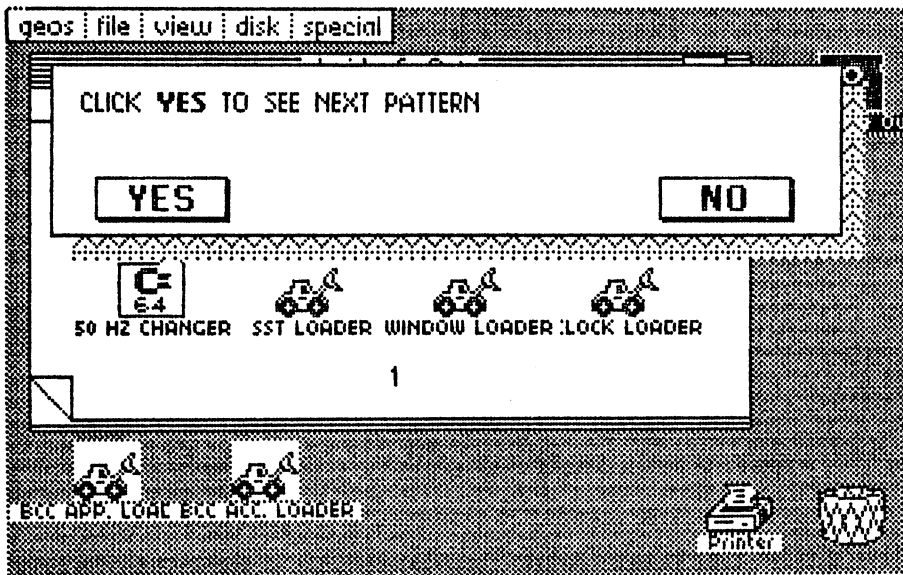 geos file view disk special
CLICK YES TO SEE NEXT PATTERN
YES NO
C= 64
50 HZ CHANGER SST LOADER WINDOW LOADER :LOCK LOADER
1
BCC APP. LOAD BCC ACC. LOADER
Printer